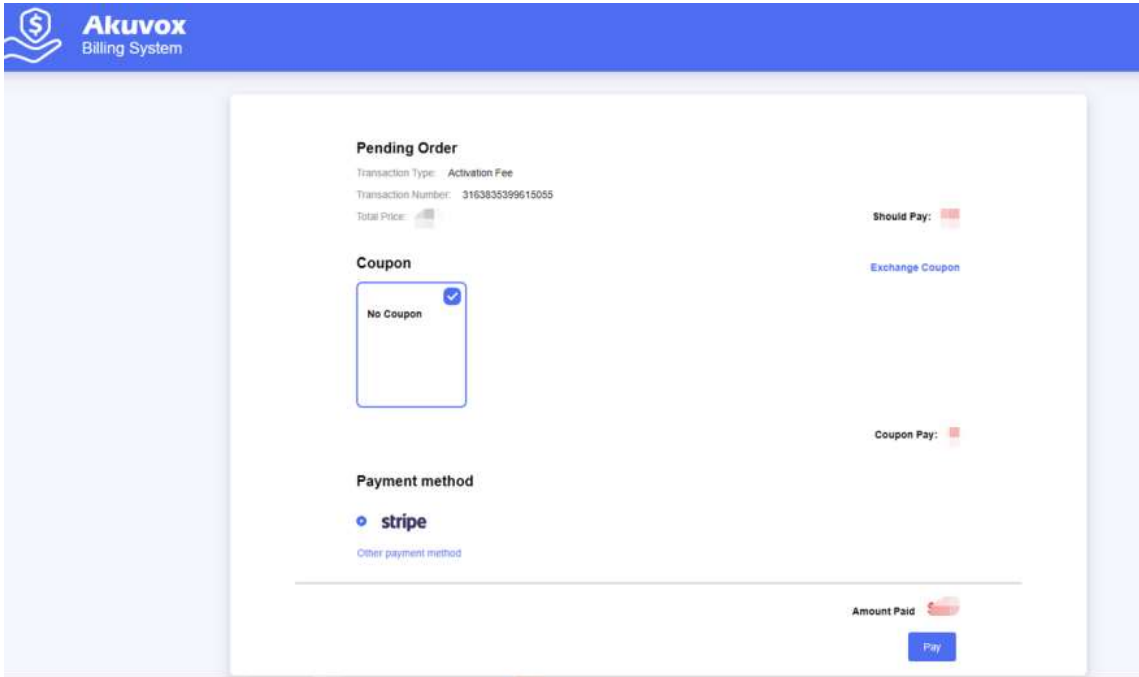 Akuvox
Billing System
Pending Order
Transaction Type: Activation Fee
Transaction Number: 3163835399615055
Total Price:
Should Pay:
Coupon
Exchange Coupon
No Coupon
Coupon Pay:
Payment method
stripe
Other payment method
Amount Paid
Pay